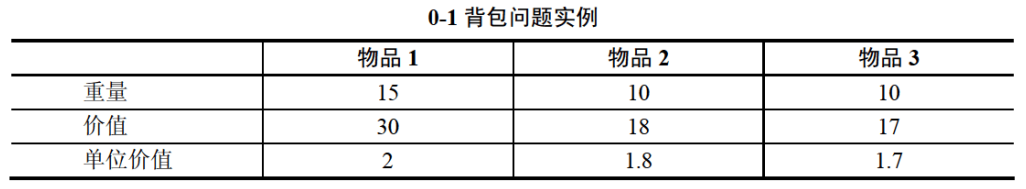 0-1 背包问题实例
物品 1 物品 2 物品 3
重量 15 10 10
价值 30 18 17
单位价值 2 1.8 1.7